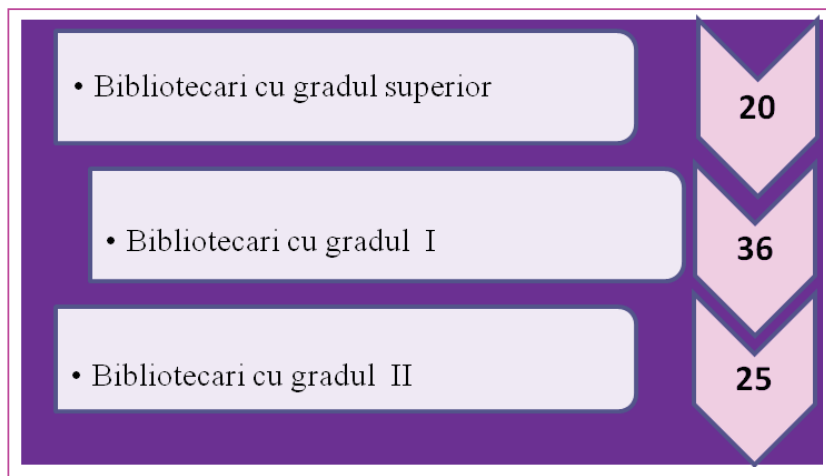 • Bibliotecari cu gradul superior
20
• Bibliotecari cu gradul I
36
• Bibliotecari cu gradul II
25